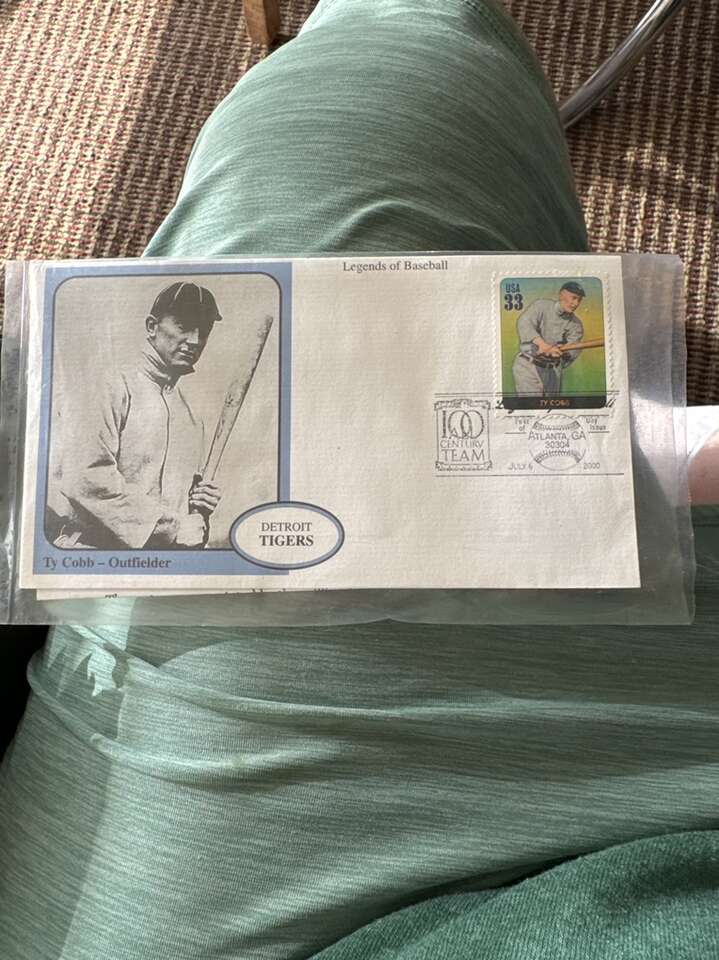 Legends of Baseball
USA
33
TY COBB
First Day
of Issue
100
CENTURY
TEAM
ATLANTA, GA
30304
JULY 6 2000
DETROIT
TIGERS
Ty Cobb – Outfielder